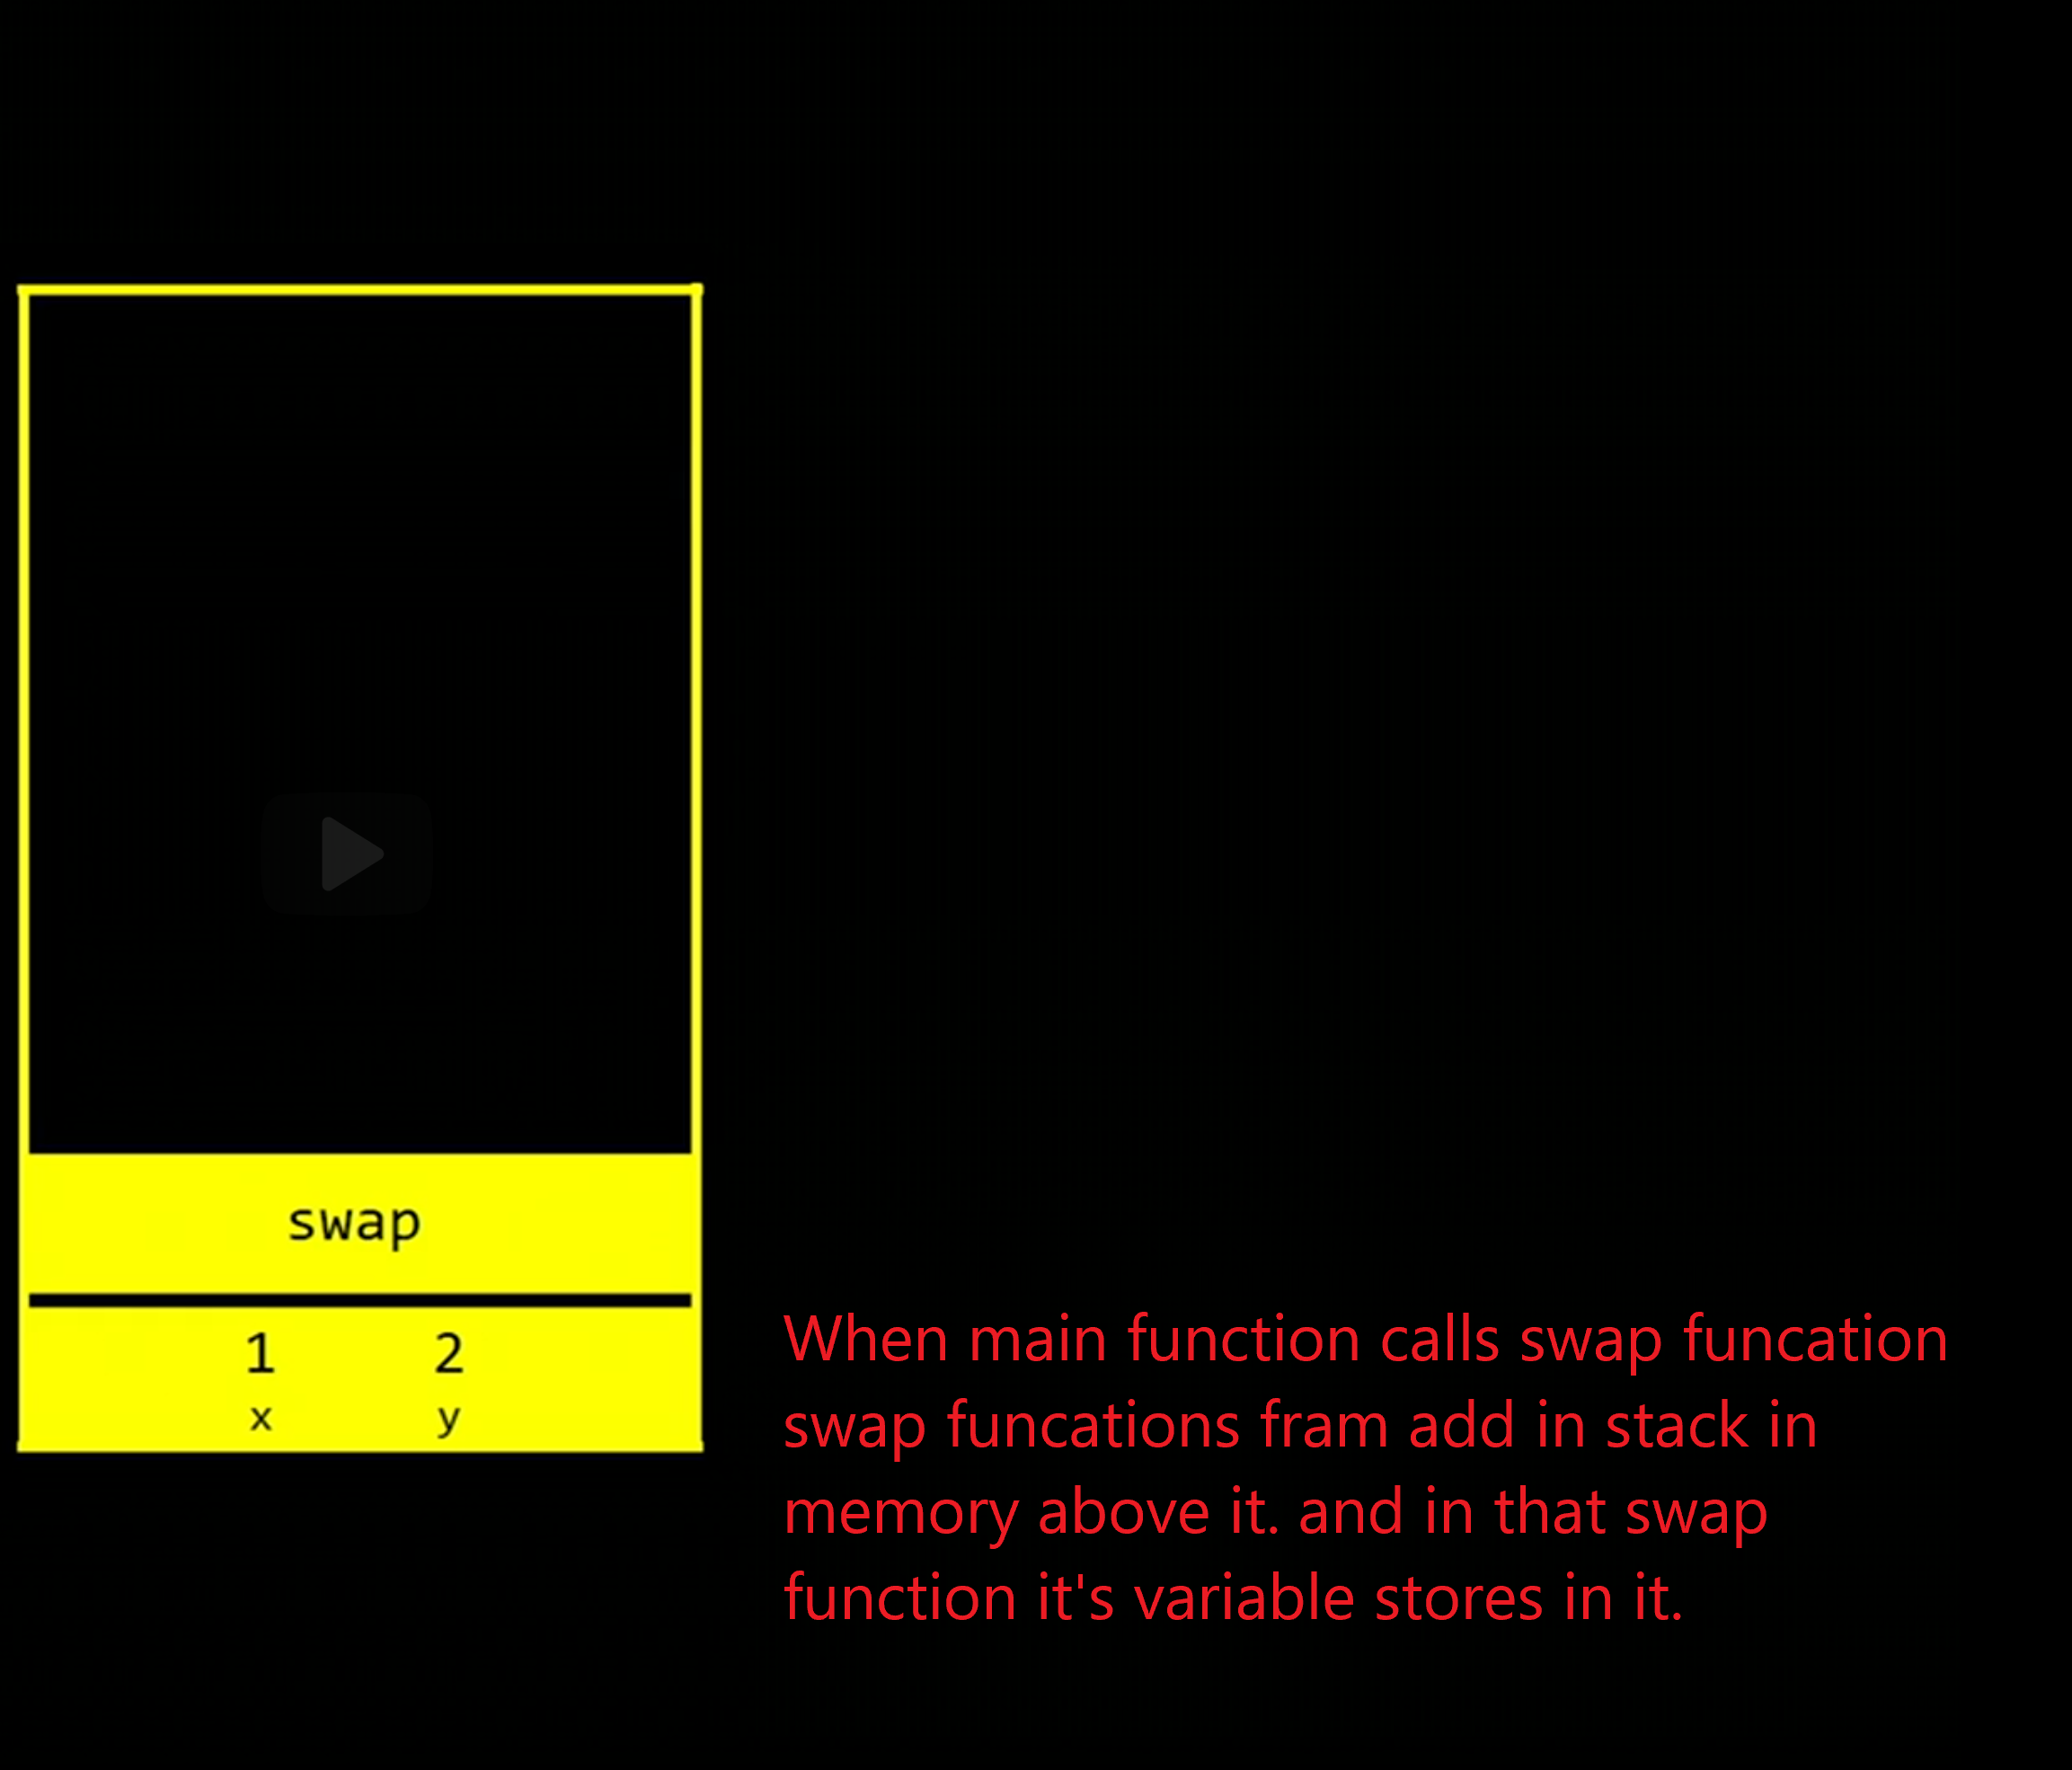 swap
1 2
x y
When main function calls swap funcation
swap funcations fram add in stack in
memory above it. and in that swap
function it's variable stores in it.